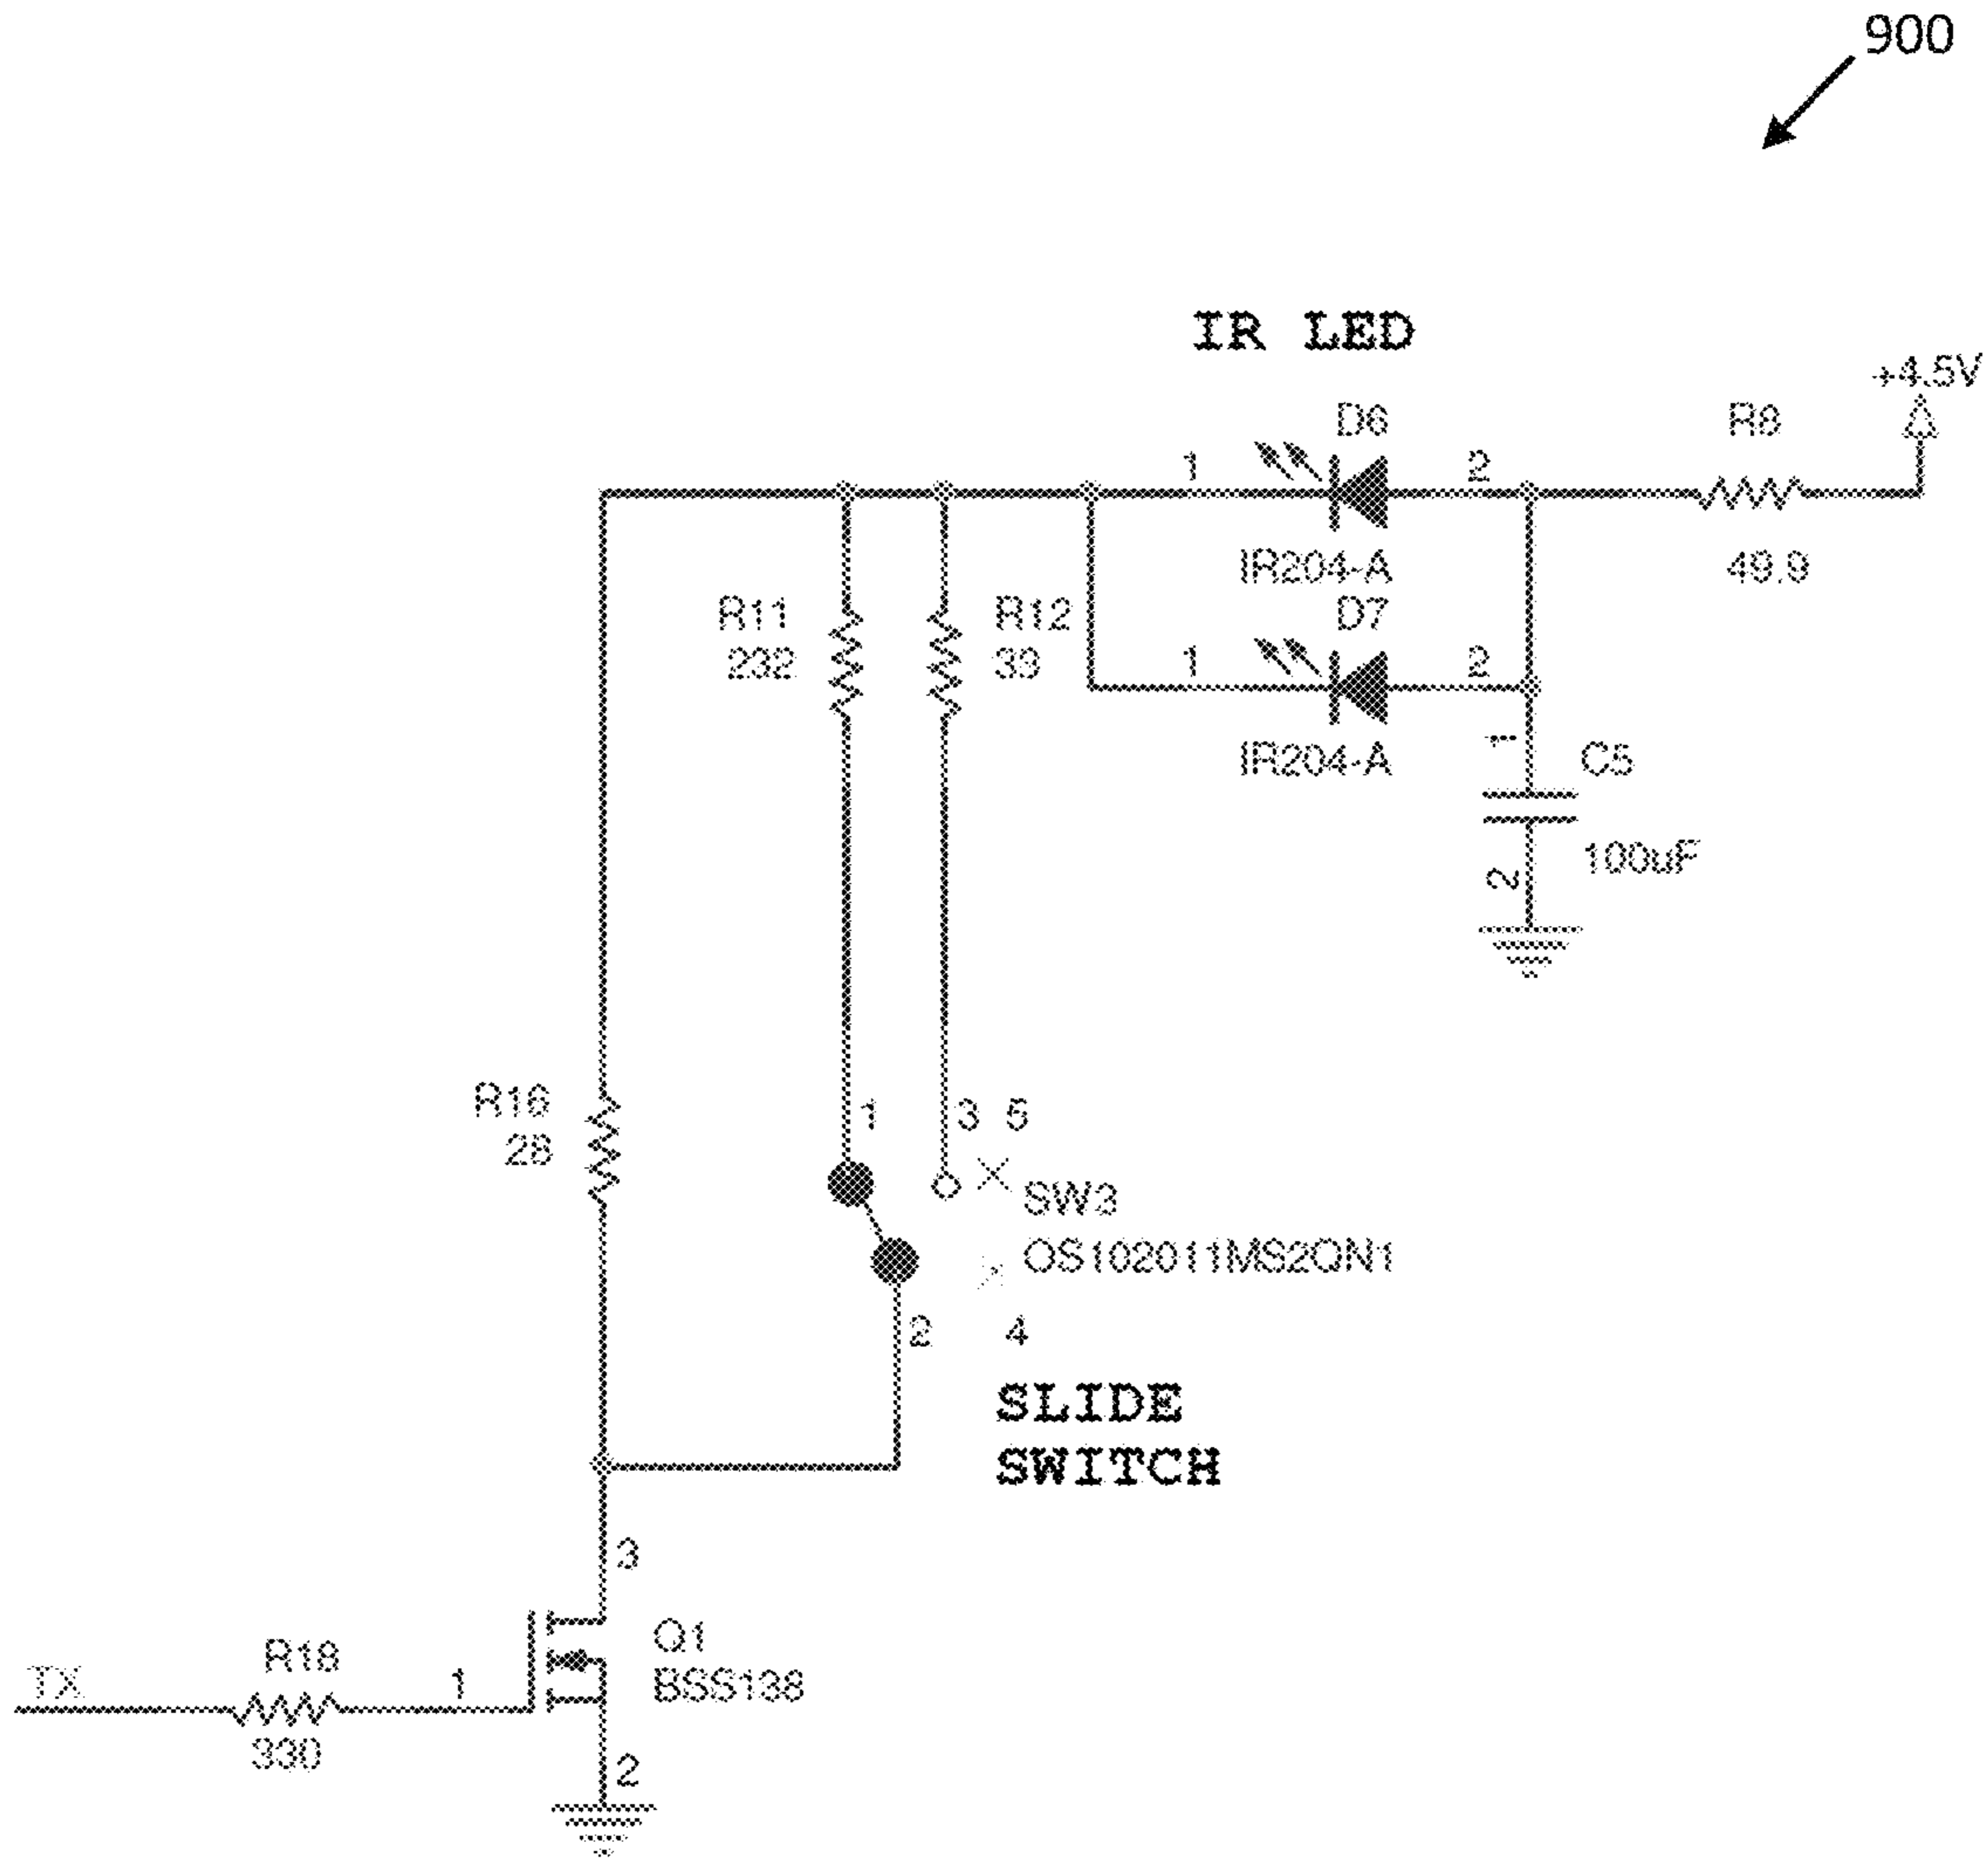 900
IR LED
+4.5V
D6
R8
1
2
IR204-A
49.9
D7
R11
232
R12
33
1
2
IR204-A
1
C5
100uF
2
R16
28
1
3
5
SW3
OS102011MS2QN1
2
4
SLIDE
SWITCH
3
Q1
BSS138
TX
R18
1
330
2